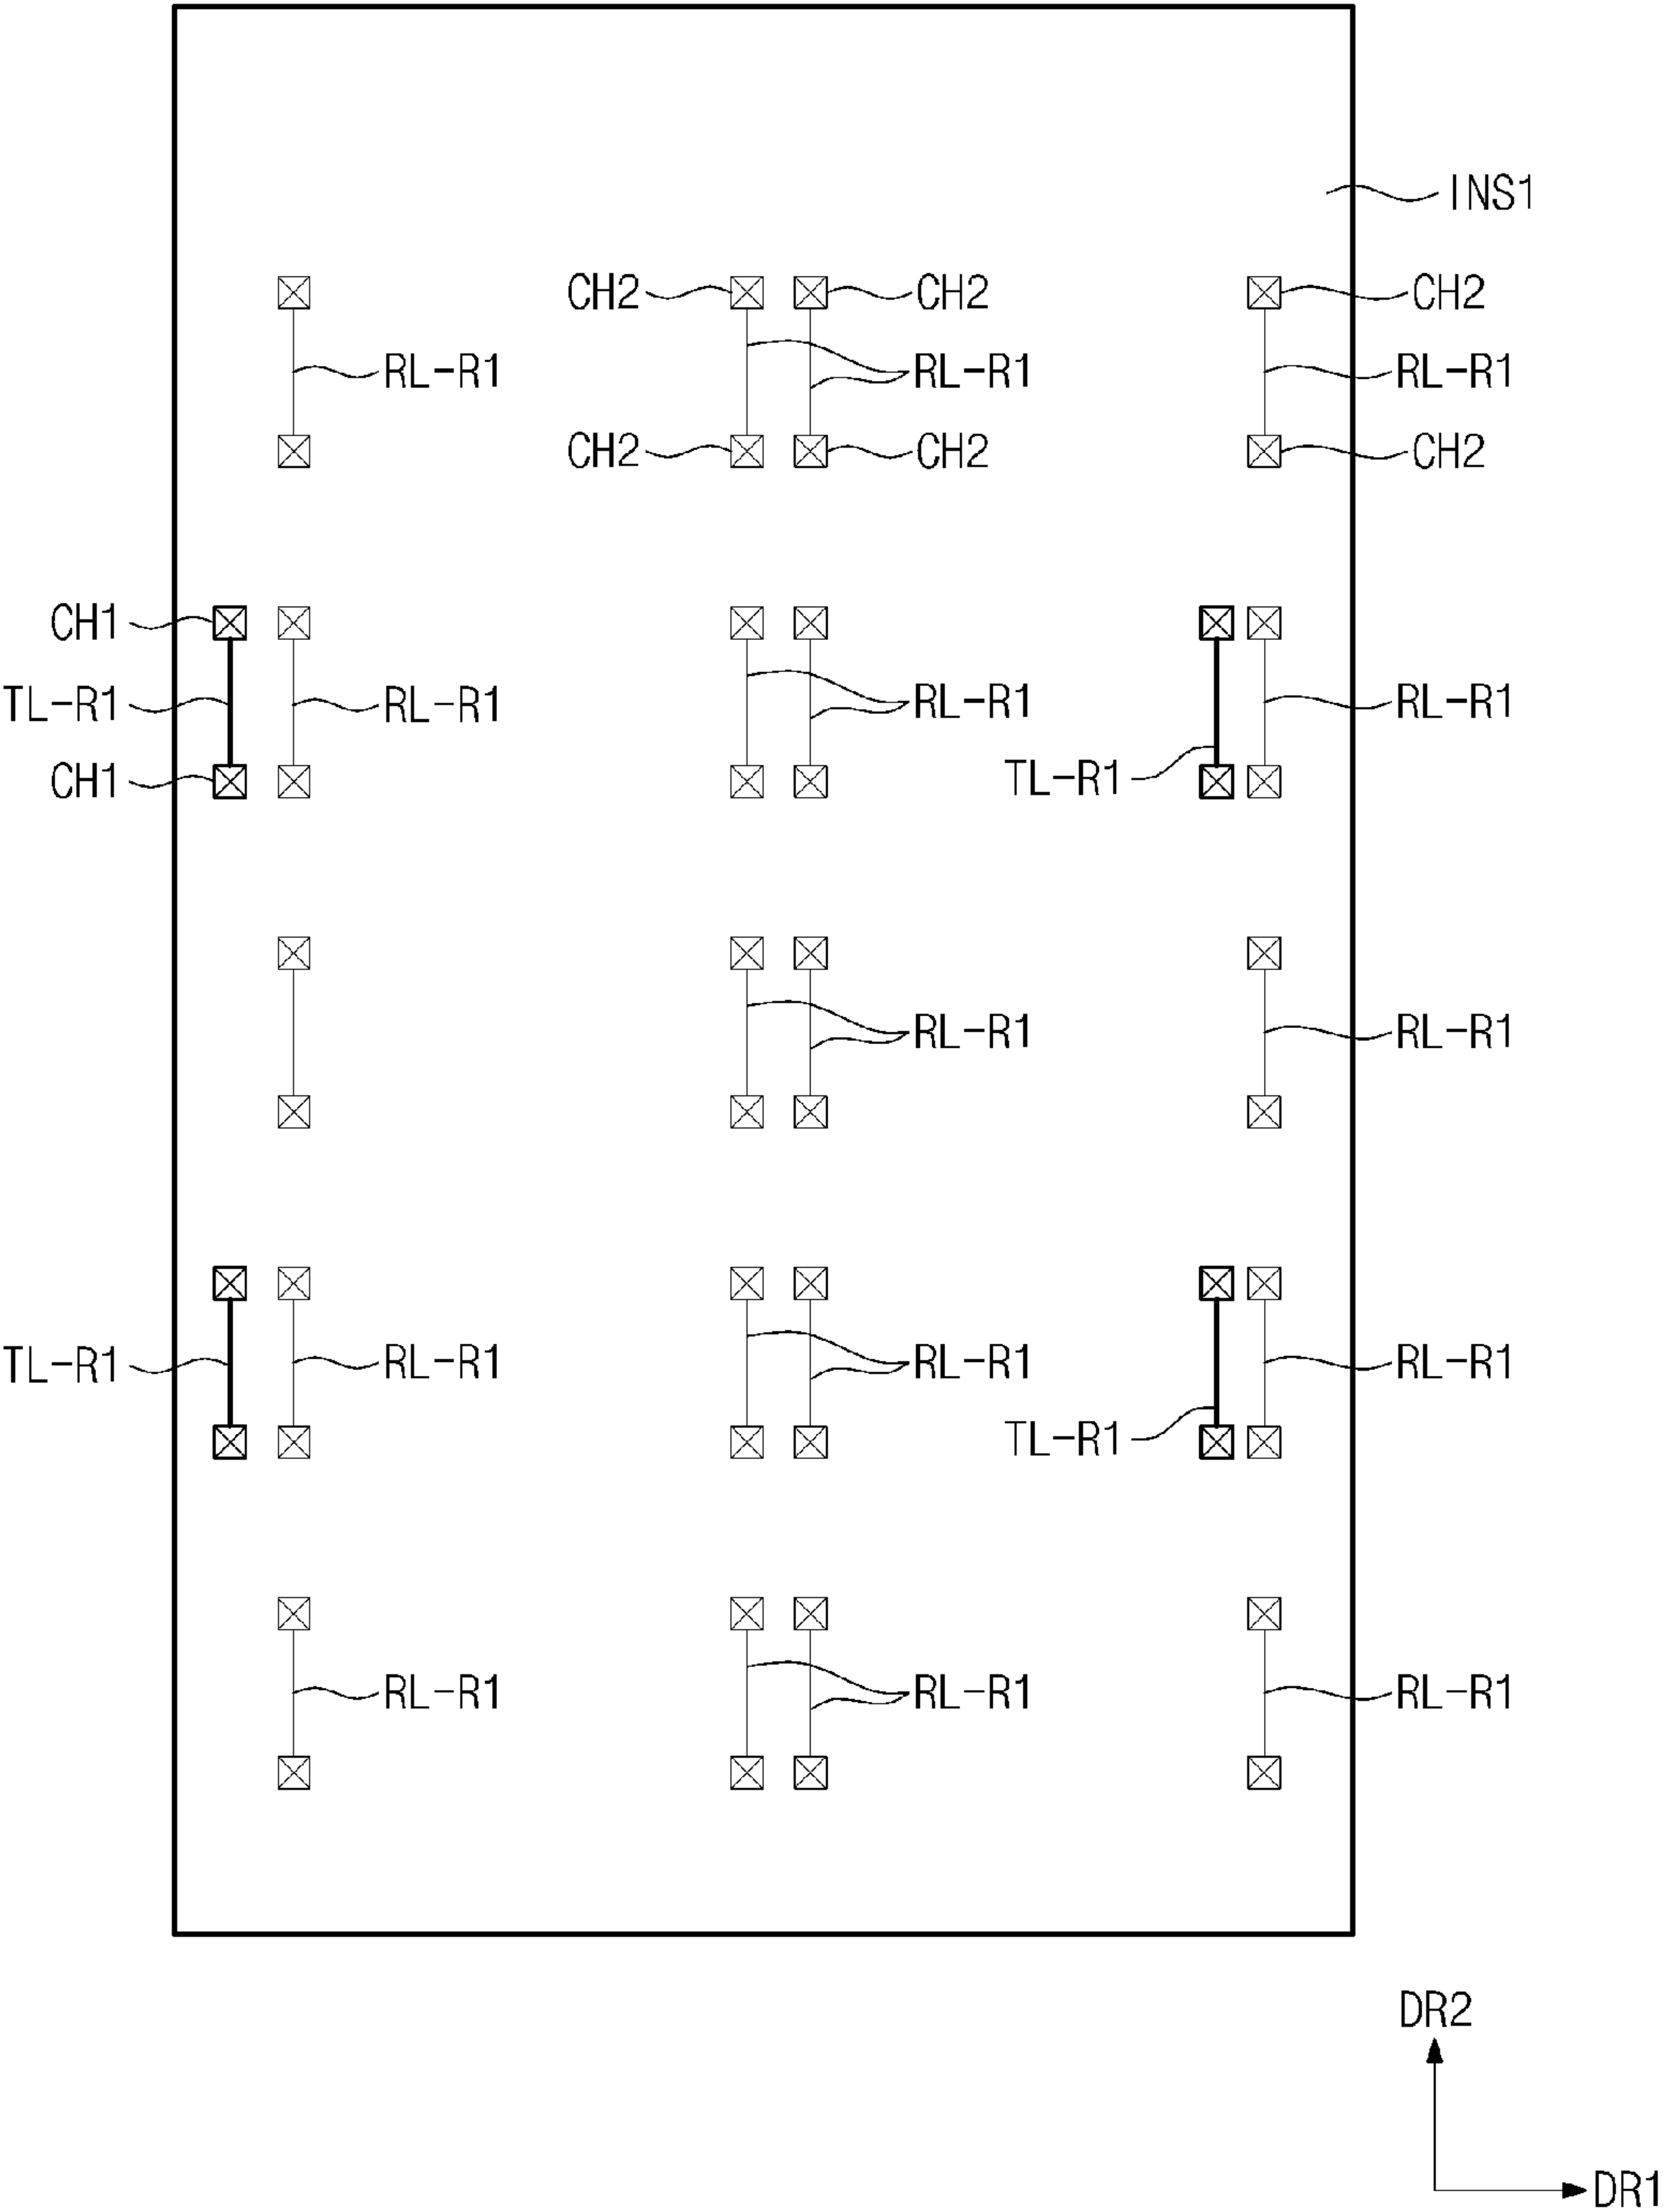 INS1
CH2 CH2 CH2
RL-R1 RL-R1 RL-R1
CH2 CH2 CH2
CH1
TL-R1 RL-R1 RL-R1 RL-R1
CH1 TL-R1
RL-R1 RL-R1
TL-R1 RL-R1 RL-R1 RL-R1
TL-R1
RL-R1 RL-R1 RL-R1
DR2
DR1